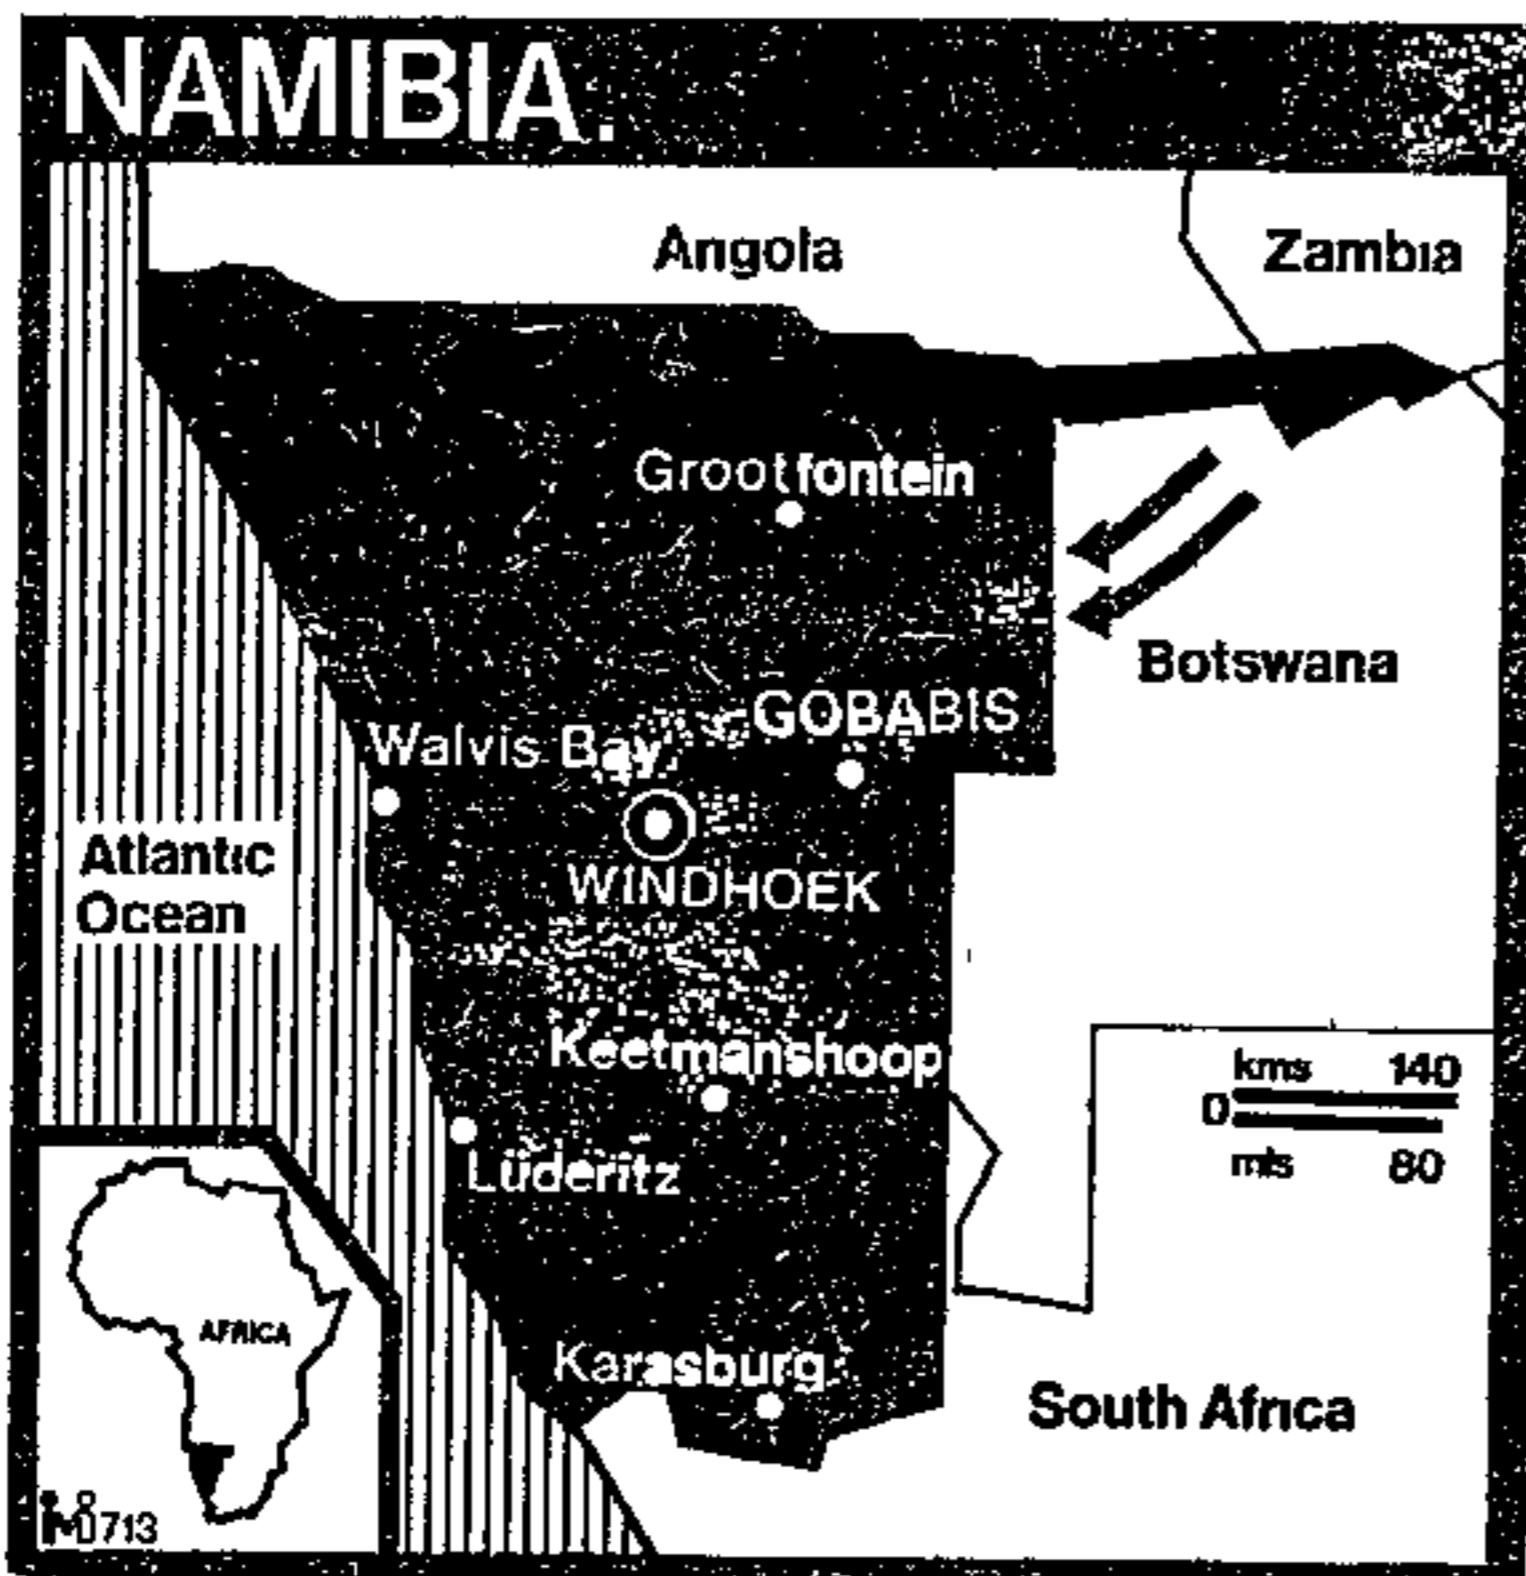 NAMIBIA.
Angola
Zambia
Grootfontein
Botswana
GOBABIS
Walvis Bay
WINDHOEK
Atlantic
Ocean
Keetmanshoop
kms 140
0
mls 80
Lüderitz
AFRICA
Karasburg
South Africa
713